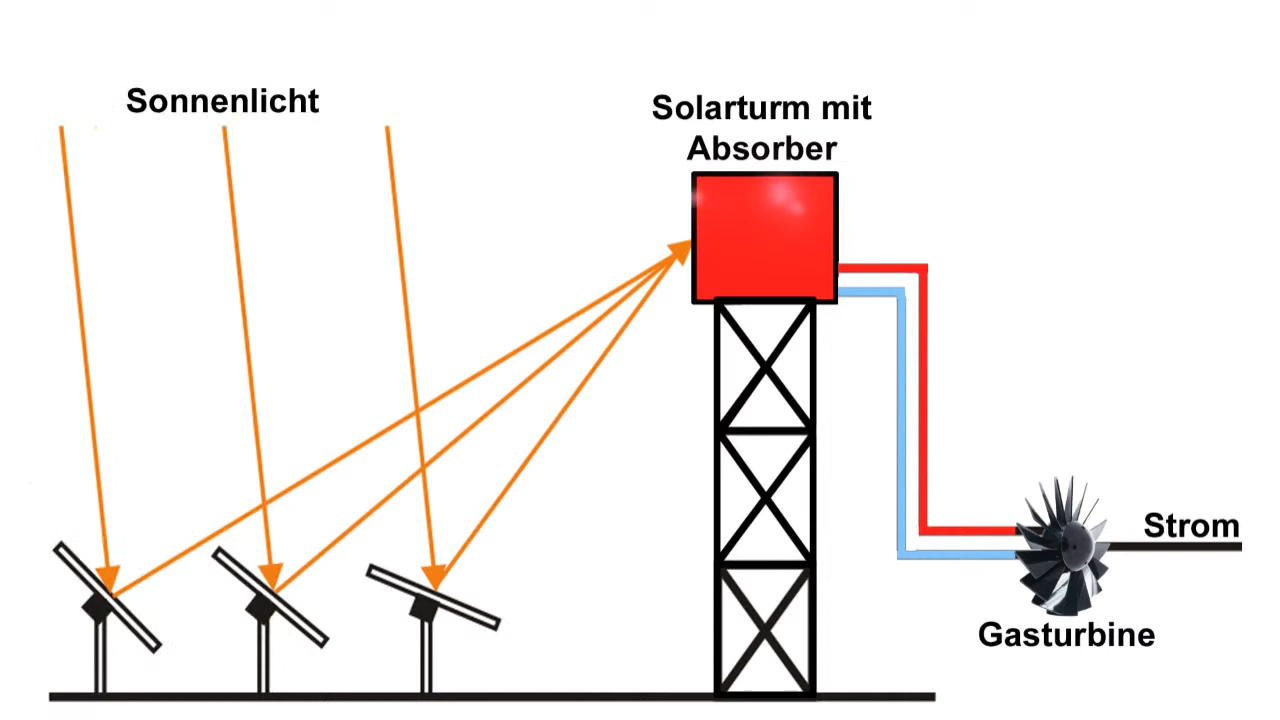 Sonnenlicht
Solarturm mit
Absorber
Strom
Gasturbine